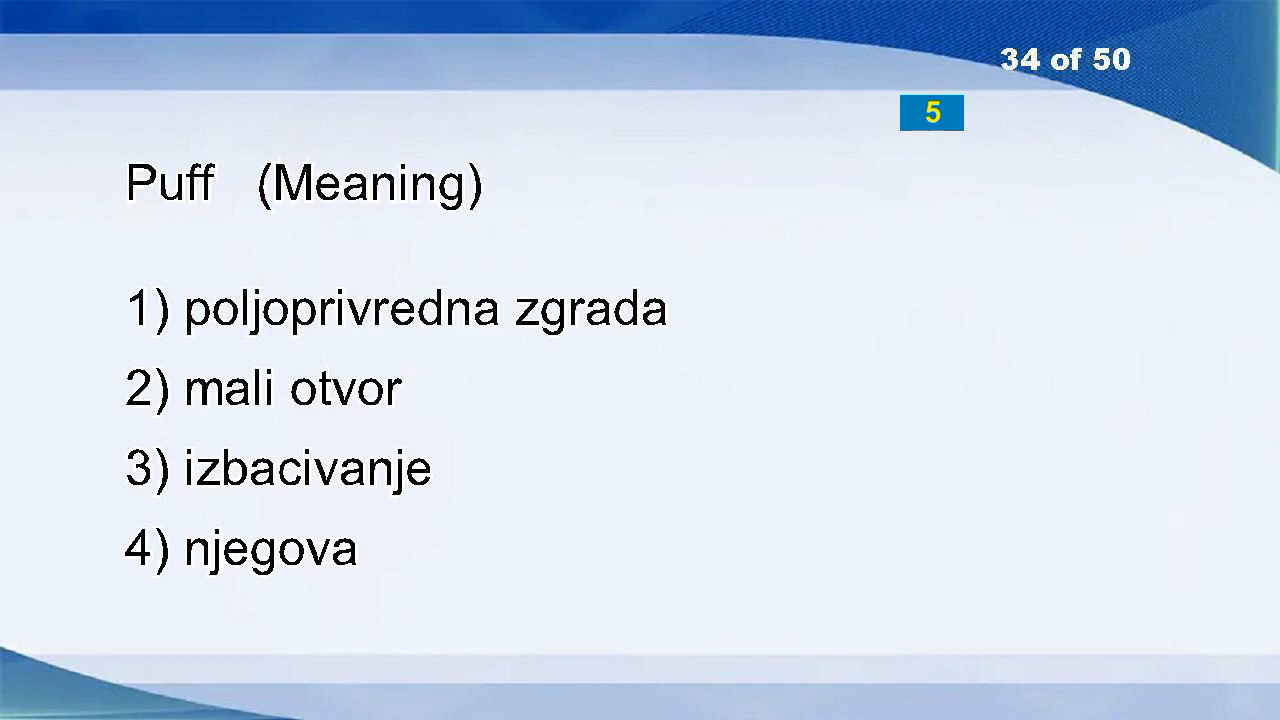 34 of 50
5
Puff (Meaning)
1) poljoprivredna zgrada
2) mali otvor
3) izbacivanje
4) njegova